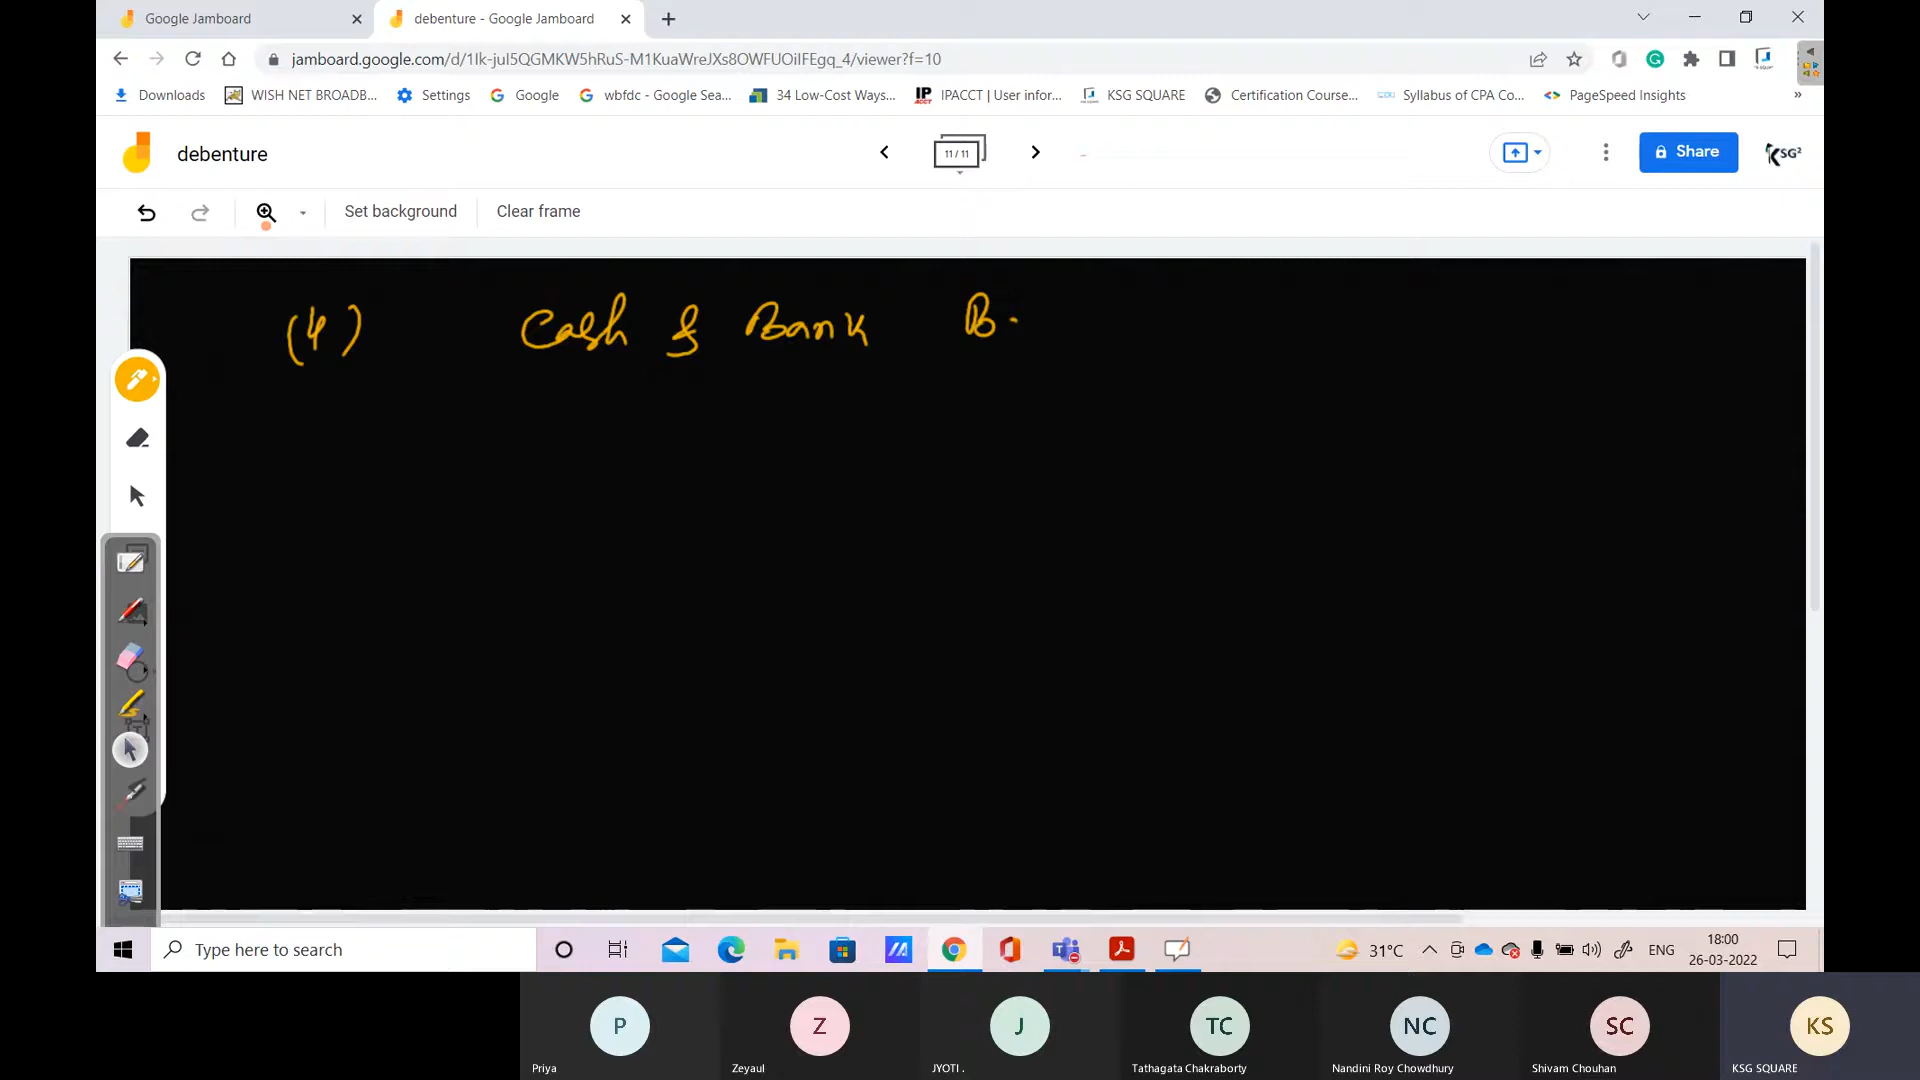 Google Jamboard
debenture - Google Jamboard
jamboard.google.com/d/1Ik-juI5QGMKW5hRuS-M1KuaWreJXs8OWFUOiIFEgq_4/viewer?f=10
Downloads WISH NET BROADB... Settings Google wbfdc - Google Sea... 34 Low-Cost Ways... IPACCT | User infor... KSG SQUARE Certification Course... Syllabus of CPA Co... PageSpeed Insights »
debenture
11 / 11
Share
KSG²
Set background Clear frame
(4) Cash & Bank B.
Type here to search
31°C
ENG
18:00
26-03-2022
P Z J TC NC SC KS
Priya Zeyaul JYOTI . Tathagata Chakraborty Nandini Roy Chowdhury Shivam Chouhan KSG SQUARE